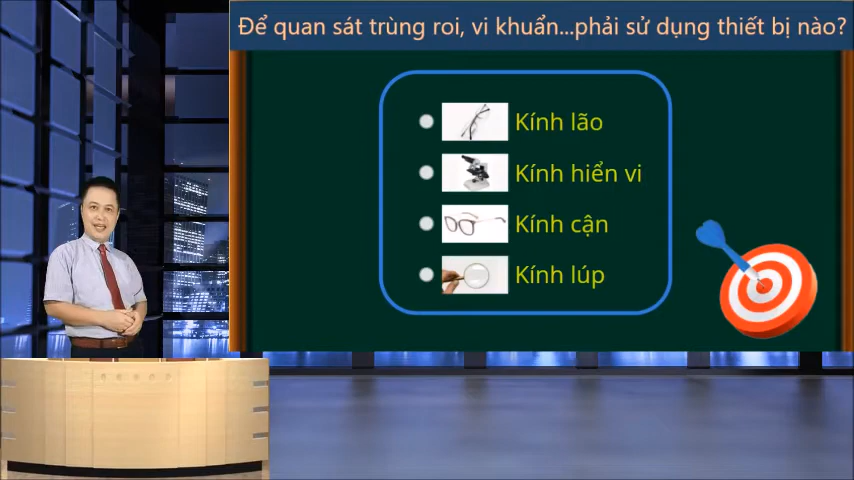 Để quan sát trùng roi, vi khuẩn...phải sử dụng thiết bị nào?
Kính lão
Kính hiển vi
Kính cận
Kính lúp